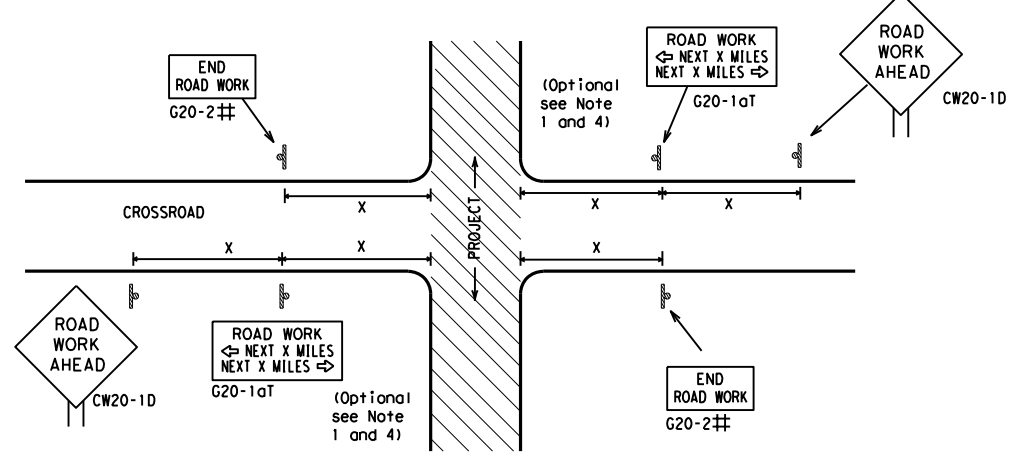 END
ROAD WORK
G20-2#
ROAD WORK
⇦ NEXT X MILES
NEXT X MILES ⇨
G20-1aT
(Optional
see Note
1 and 4)
ROAD
WORK
AHEAD
CW20-1D
X
X
X
CROSSROAD
PROJECT
X
X
X
ROAD
WORK
AHEAD
CW20-1D
ROAD WORK
⇦ NEXT X MILES
NEXT X MILES ⇨
G20-1aT
(Optional
see Note
1 and 4)
END
ROAD WORK
G20-2#